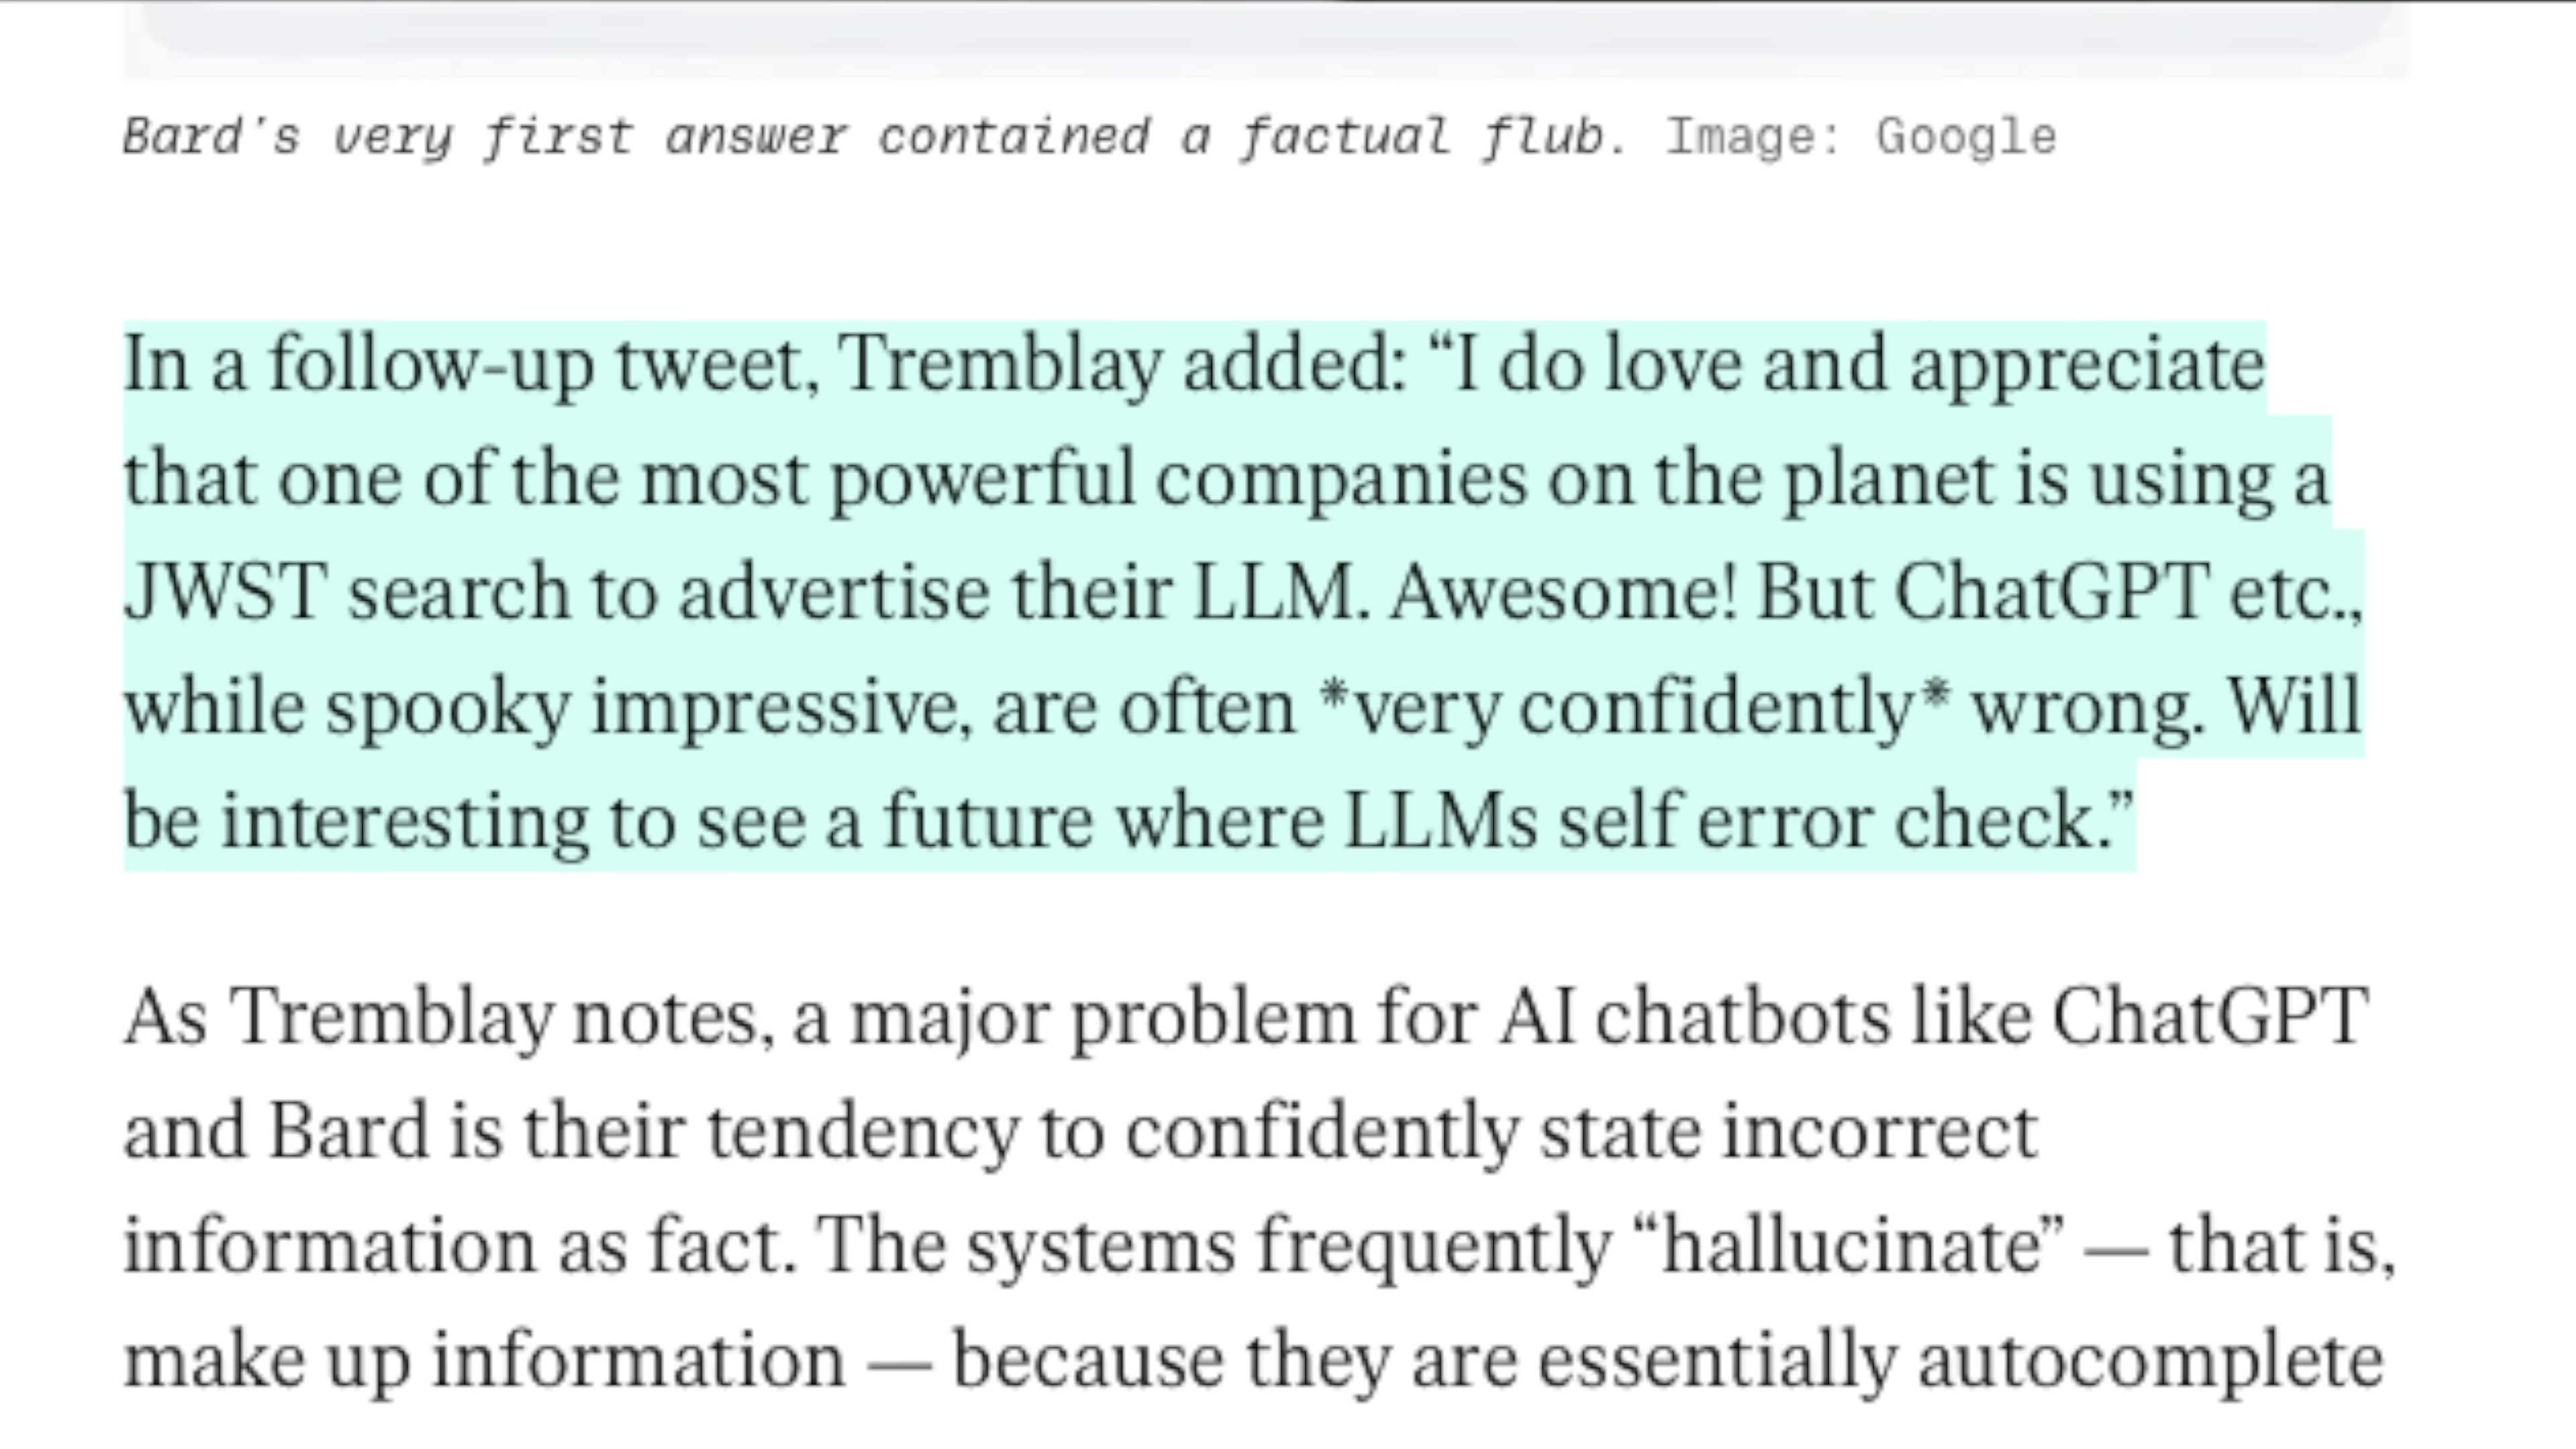 Bard's very first answer contained a factual flub. Image: Google
In a follow-up tweet, Tremblay added: “I do love and appreciate
that one of the most powerful companies on the planet is using a
JWST search to advertise their LLM. Awesome! But ChatGPT etc.,
while spooky impressive, are often *very confidently* wrong. Will
be interesting to see a future where LLMs self error check.”
As Tremblay notes, a major problem for AI chatbots like ChatGPT
and Bard is their tendency to confidently state incorrect
information as fact. The systems frequently “hallucinate” — that is,
make up information — because they are essentially autocomplete